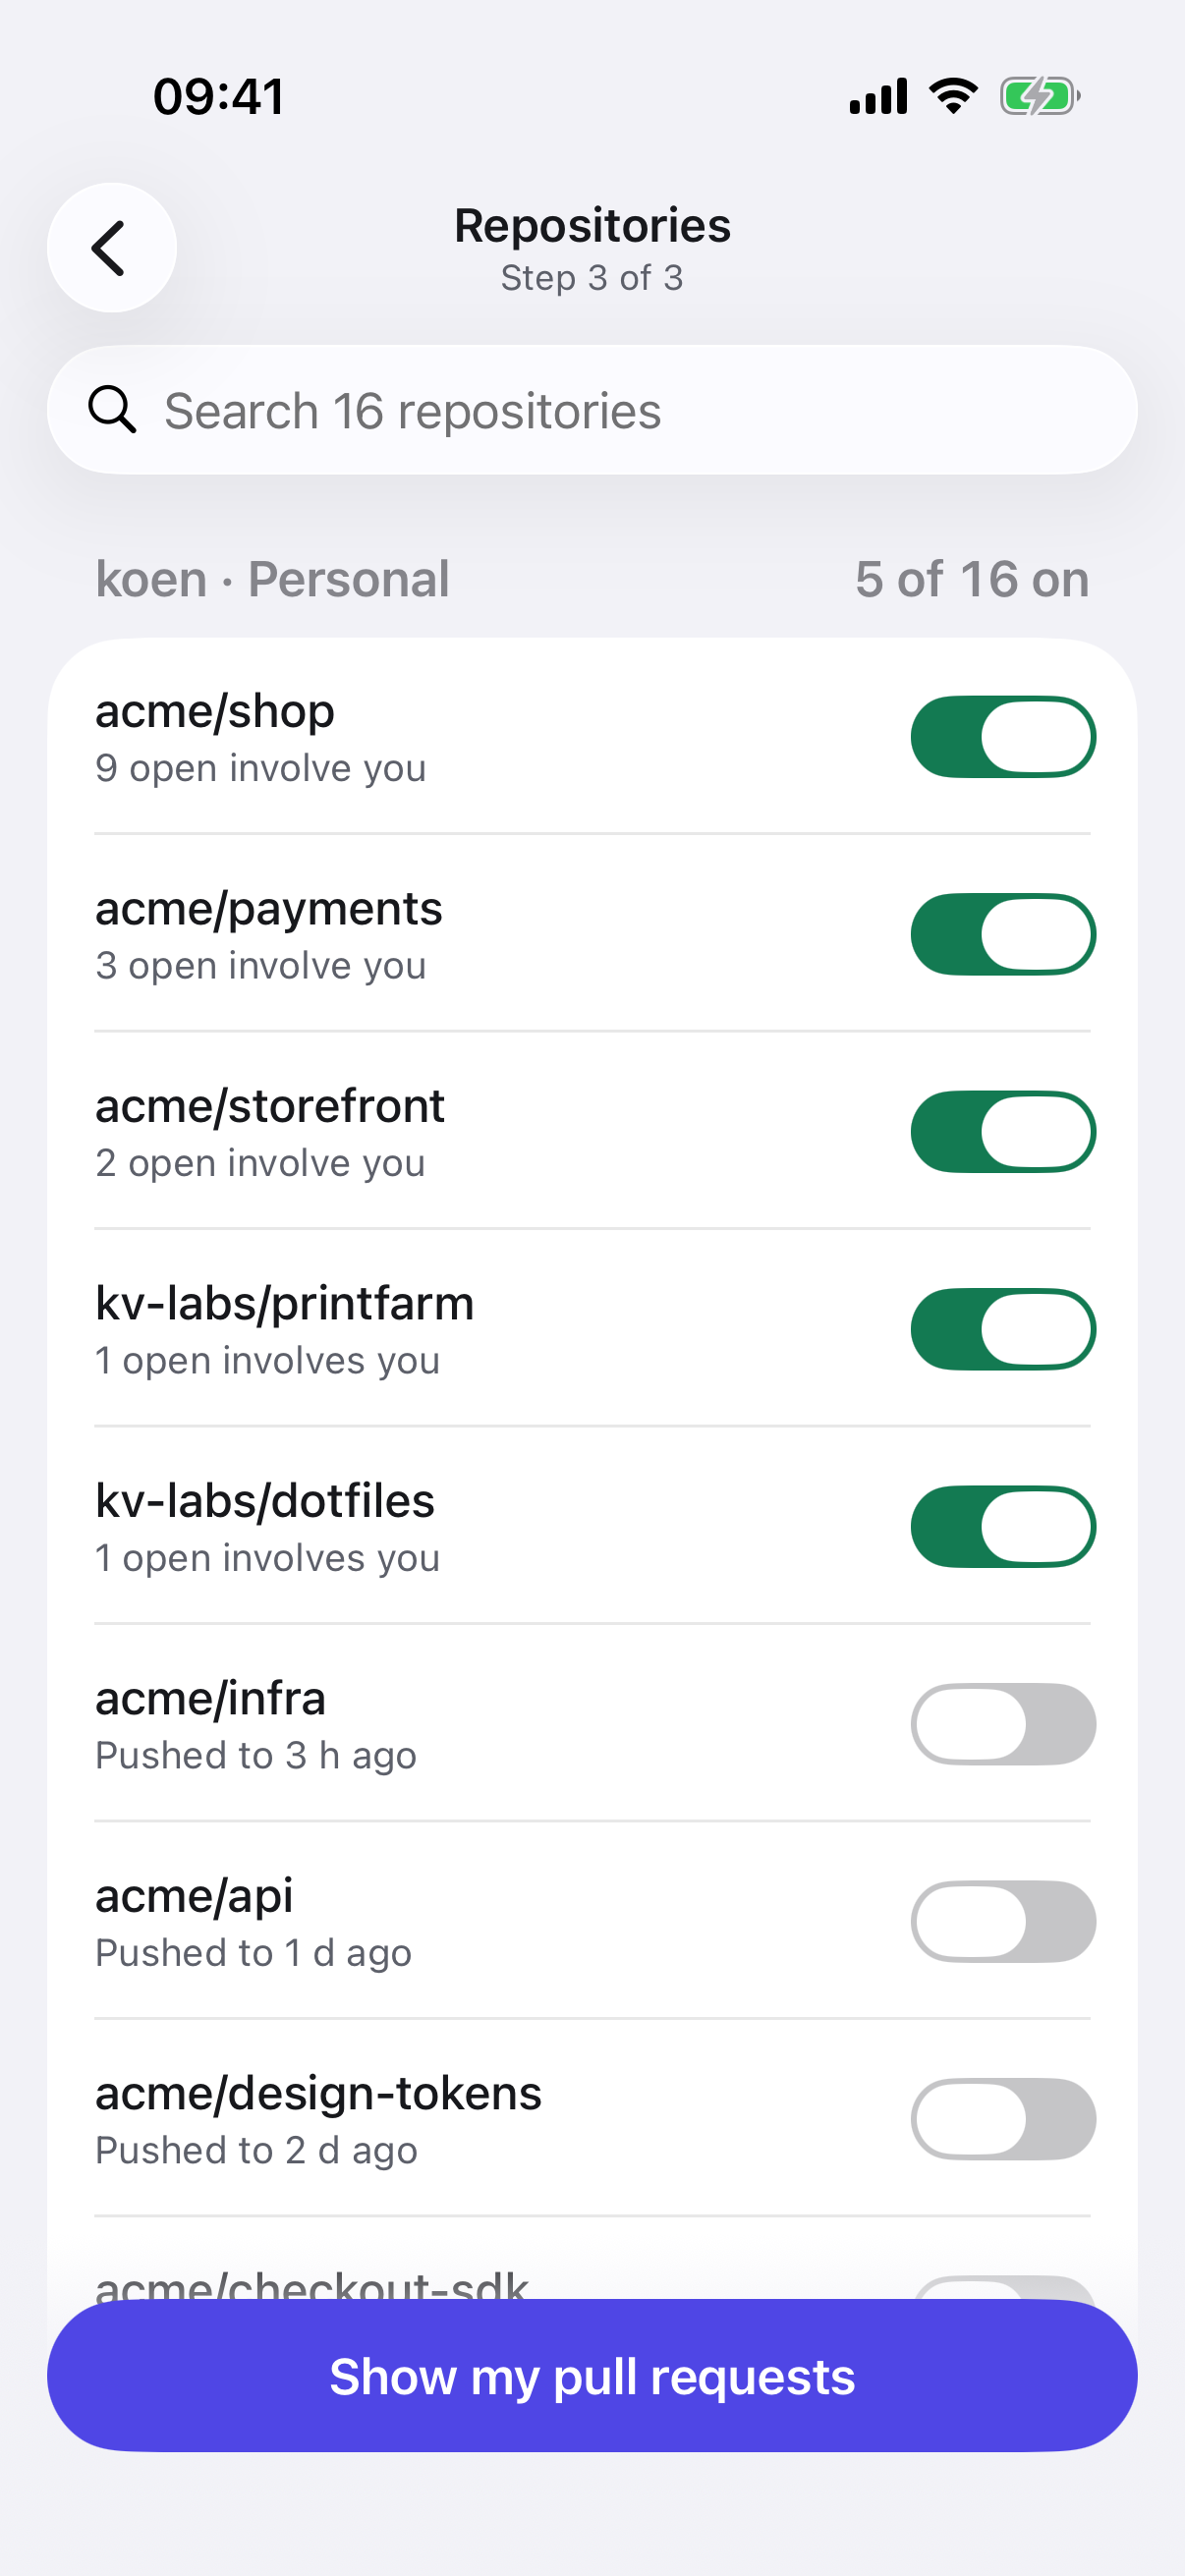 09:41
Repositories
Step 3 of 3
Search 16 repositories
koen · Personal
5 of 16 on
acme/shop
9 open involve you
acme/payments
3 open involve you
acme/storefront
2 open involve you
kv-labs/printfarm
1 open involves you
kv-labs/dotfiles
1 open involves you
acme/infra
Pushed to 3 h ago
acme/api
Pushed to 1 d ago
acme/design-tokens
Pushed to 2 d ago
acme/checkout-sdk
Show my pull requests